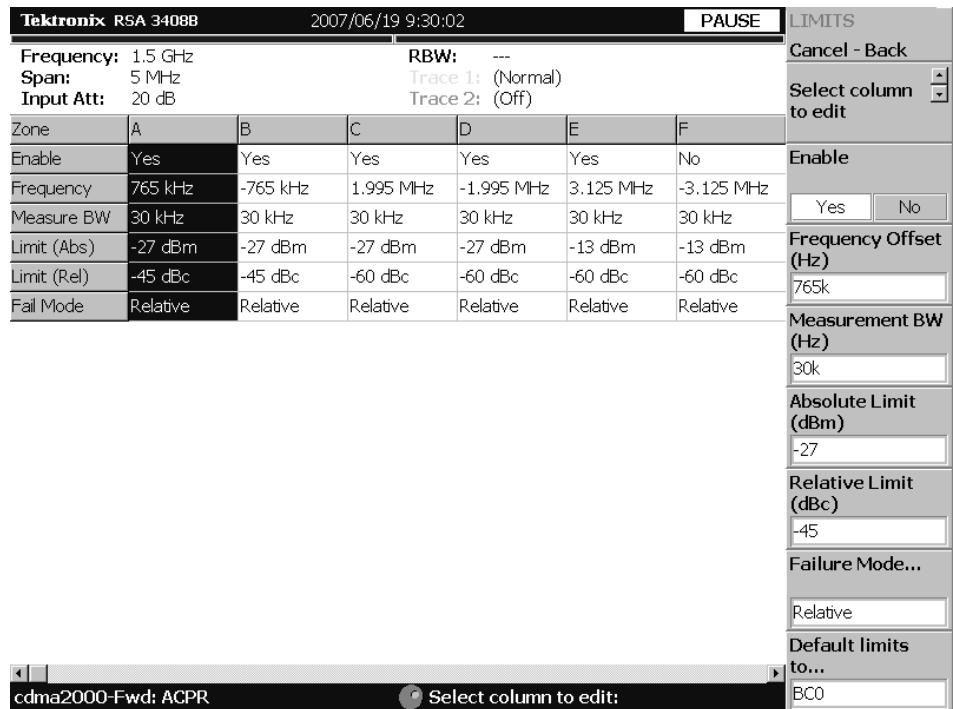 Tektronix RSA 3408B 2007/06/19 9:30:02 PAUSE
Frequency: 1.5 GHz RBW: ---
Span: 5 MHz Trace 1: (Normal)
Input Att: 20 dB Trace 2: (Off)
Zone A B C D E F
Enable Yes Yes Yes Yes Yes No
Frequency 765 kHz -765 kHz 1.995 MHz -1.995 MHz 3.125 MHz -3.125 MHz
Measure BW 30 kHz 30 kHz 30 kHz 30 kHz 30 kHz 30 kHz
Limit (Abs) -27 dBm -27 dBm -27 dBm -27 dBm -13 dBm -13 dBm
Limit (Rel) -45 dBc -45 dBc -60 dBc -60 dBc -60 dBc -60 dBc
Fail Mode Relative Relative Relative Relative Relative Relative
cdma2000-Fwd: ACPR Select column to edit:
LIMITS
Cancel - Back
Select column
to edit
Enable
Yes No
Frequency Offset
(Hz)
765k
Measurement BW
(Hz)
30k
Absolute Limit
(dBm)
-27
Relative Limit
(dBc)
-45
Failure Mode...
Relative
Default limits
to...
BC0